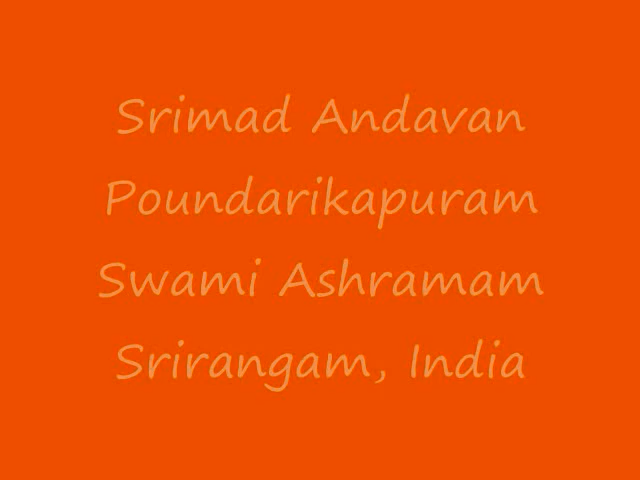 Srimad Andavan
Poundarikapuram
Swami Ashramam
Srirangam, India